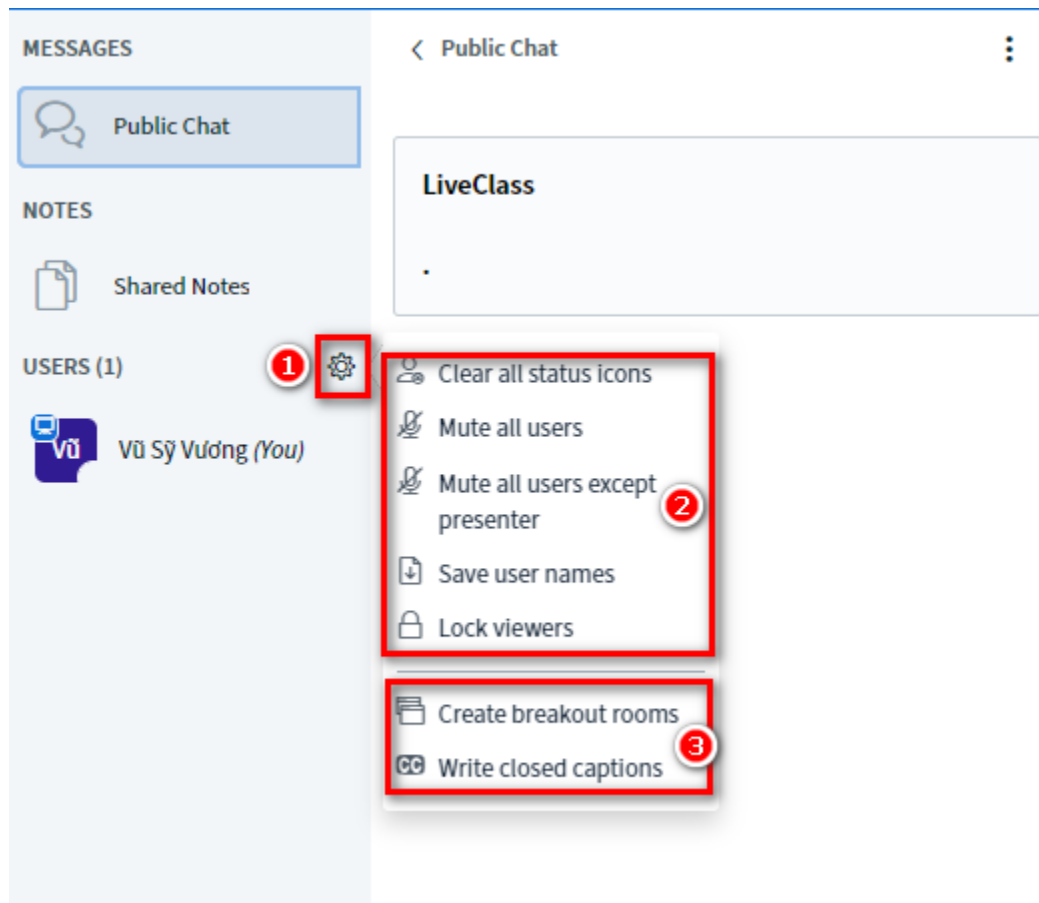 MESSAGES
Public Chat
NOTES
Shared Notes
USERS (1)
1
Vũ
Vũ Sỹ Vương (You)
Public Chat
LiveClass
.
Clear all status icons
Mute all users
Mute all users except
presenter
2
Save user names
Lock viewers
Create breakout rooms
3
CC Write closed captions